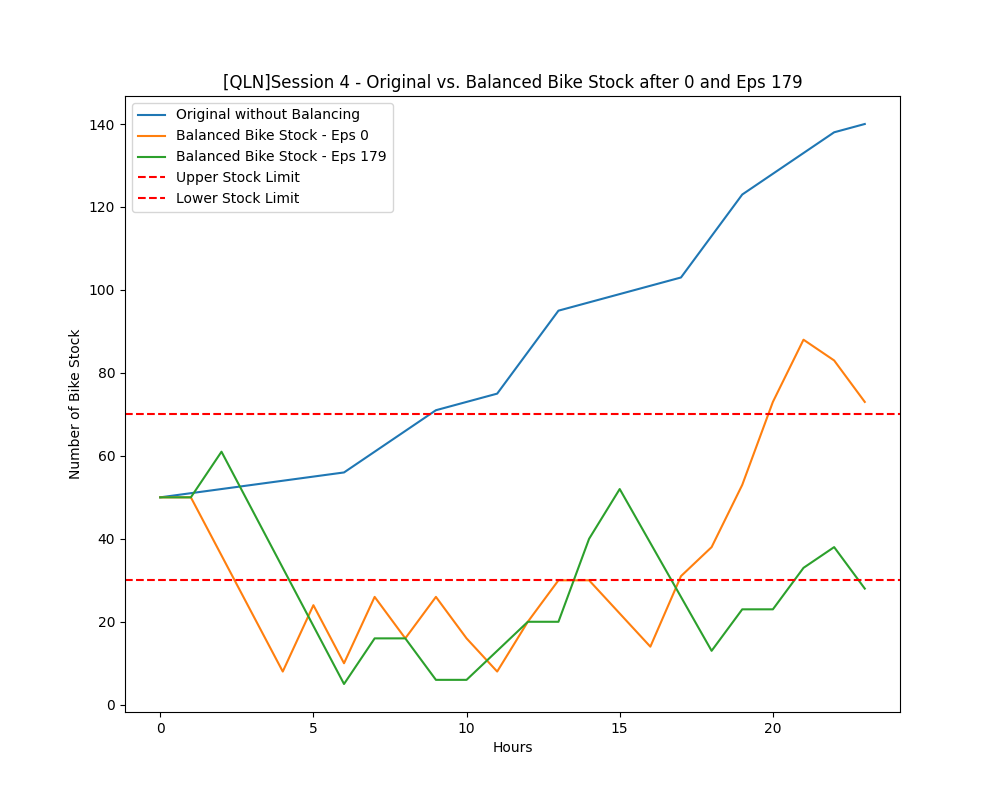 [QLN]Session 4 - Original vs. Balanced Bike Stock after 0 and Eps 179
Original without Balancing
Balanced Bike Stock - Eps 0
Balanced Bike Stock - Eps 179
Upper Stock Limit
Lower Stock Limit
Number of Bike Stock
140
120
100
80
60
40
20
0
0 5 10 15 20
Hours